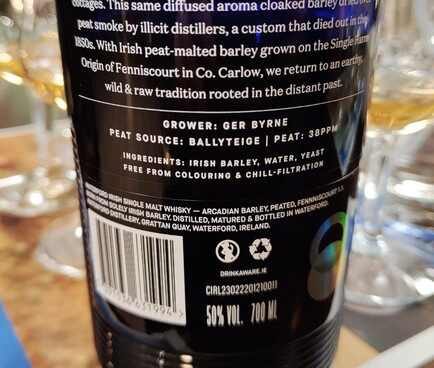 cottages. This same diffused aroma cloaked barley dried over
peat smoke by illicit distillers, a custom that died out in the
1850s. With Irish peat-malted barley grown on the Single Farm
Origin of Fenniscourt in Co. Carlow, we return to an earthy,
wild & raw tradition rooted in the distant past.
GROWER: GER BYRNE
PEAT SOURCE: BALLYTEIGE | PEAT: 38PPM
INGREDIENTS: IRISH BARLEY, WATER, YEAST
FREE FROM COLOURING & CHILL-FILTRATION
WATERFORD IRISH SINGLE MALT WHISKY — ARCADIAN BARLEY, PEATED, FENNISCOURT 1.1.
FROM SOLELY IRISH BARLEY. DISTILLED, MATURED & BOTTLED IN WATERFORD.
DISTILLERY, GRATTAN QUAY, WATERFORD, IRELAND.
DRINKAWARE.IE
CIRL23022201210011
50% VOL. 700 ML